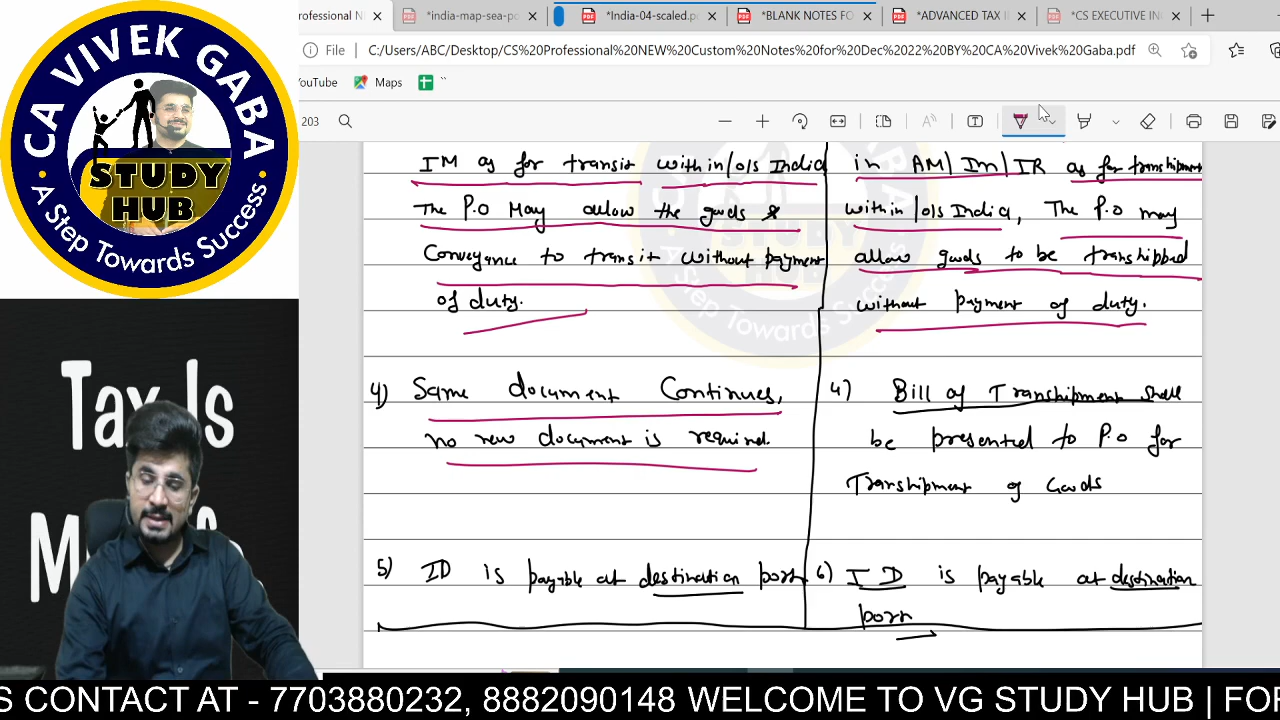 rofessional N
*india-map-sea-po
*India-04-scaled.p
*BLANK NOTES FO
*ADVANCED TAX
*CS EXECUTIVE IN
File
C:/Users/ABC/Desktop/CS%20Professional%20NEW%20Custom%20Notes%20for%20Dec%2022%20BY%20CA%20Vivek%20Gaba.pdf
ouTube
Maps
``
203
CA VIVEK GABA
STUDY
HUB
• A Step Towards Success •
Tax Is
IM as for transit within/o/s India
The P.O May allow the goods &
Conveyance to transit without payment
of duty.
4) Same document Continues,
no new document is required.
5) ID is payable at destination port
in AM/Im/IR as for transhipment
within/o/s India, The P.O may
allow goods to be transhipped
without payment of duty.
4) Bill of Transhipment shall
be presented to P.O for
Transhipment of Goods
6) ID is payable at destination
port
S CONTACT AT - 7703880232, 8882090148 WELCOME TO VG STUDY HUB | FOR